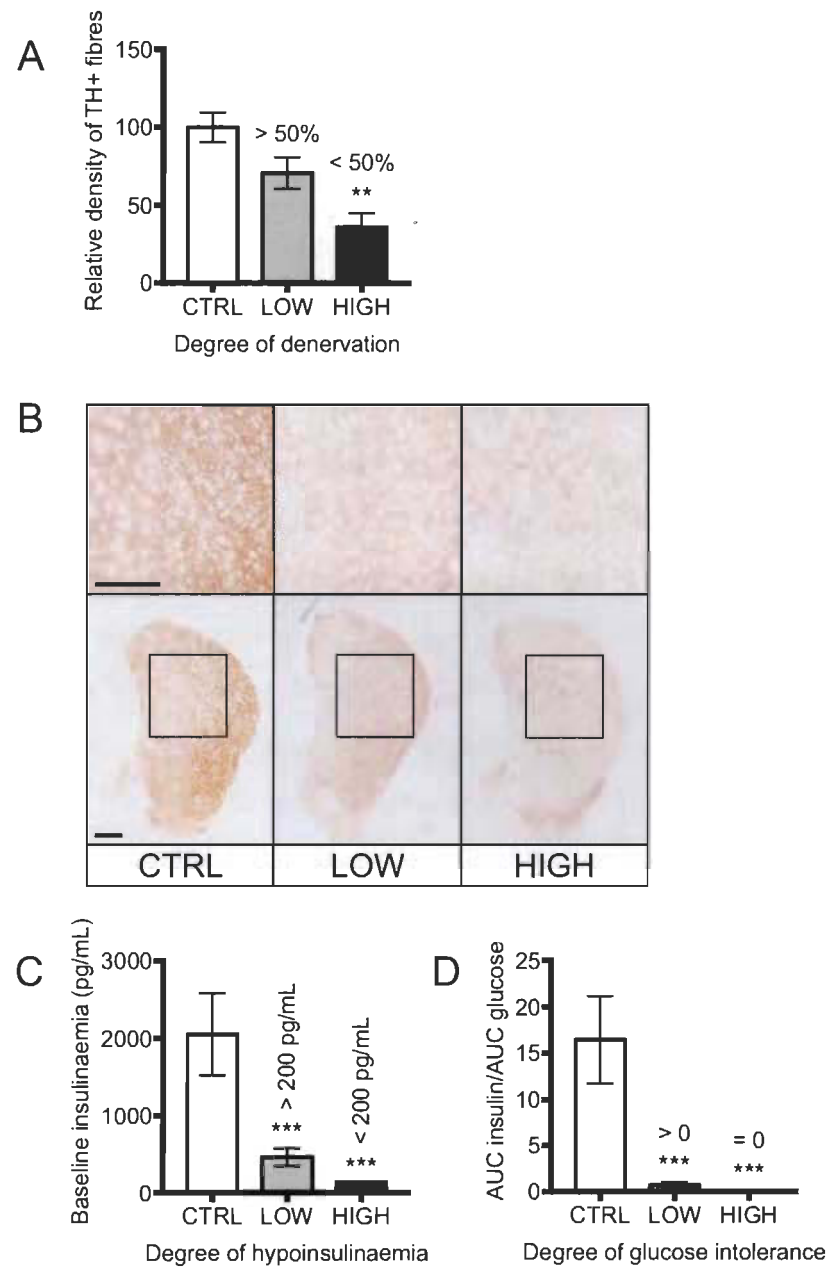 A
Relative density of TH+ fibres
150
100
50
0
> 50%
< 50%
**
CTRL LOW HIGH
Degree of denervation
B
CTRL LOW HIGH
C
Baseline insulinaemia (pg/mL)
3000
2000
1000
0
> 200 pg/mL
***
< 200 pg/mL
***
CTRL LOW HIGH
Degree of hypoinsulinaemia
D
AUC insulin/AUC glucose
25
20
15
10
5
0
> 0
***
= 0
***
CTRL LOW HIGH
Degree of glucose intolerance